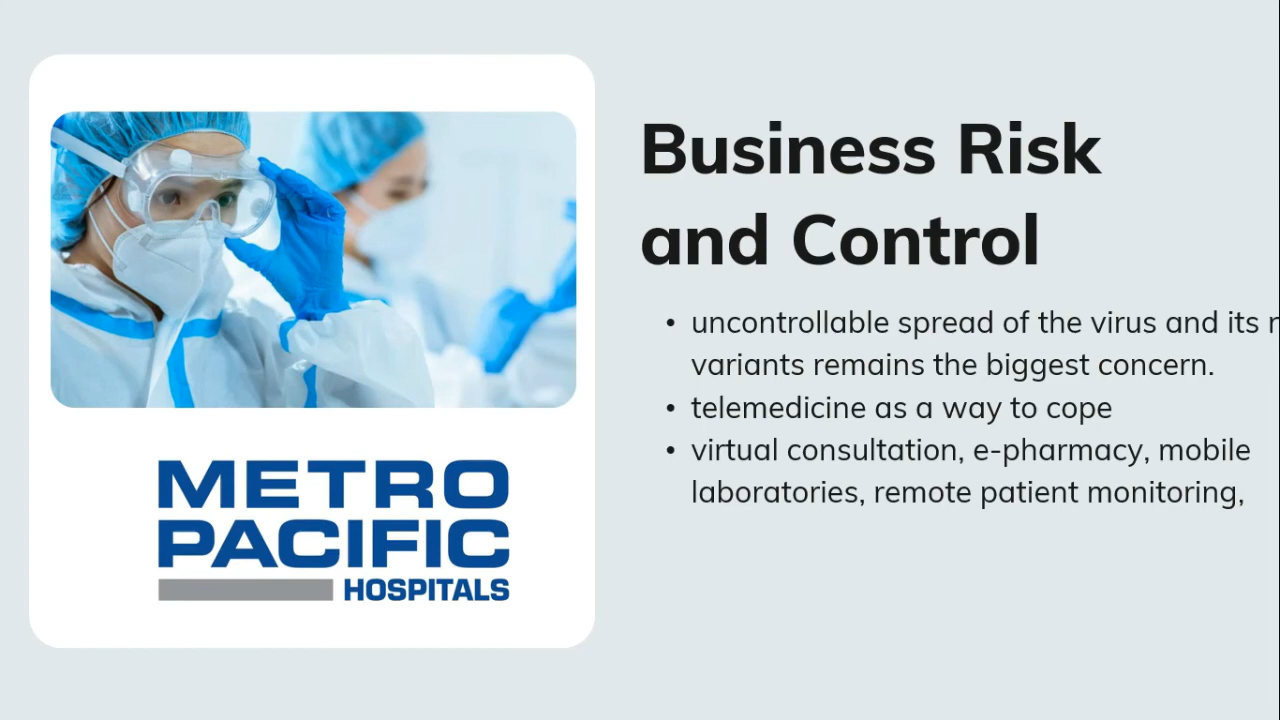 Business Risk
and Control
• uncontrollable spread of the virus and its
variants remains the biggest concern.
• telemedicine as a way to cope
• virtual consultation, e-pharmacy, mobile
laboratories, remote patient monitoring,
METRO
PACIFIC
HOSPITALS